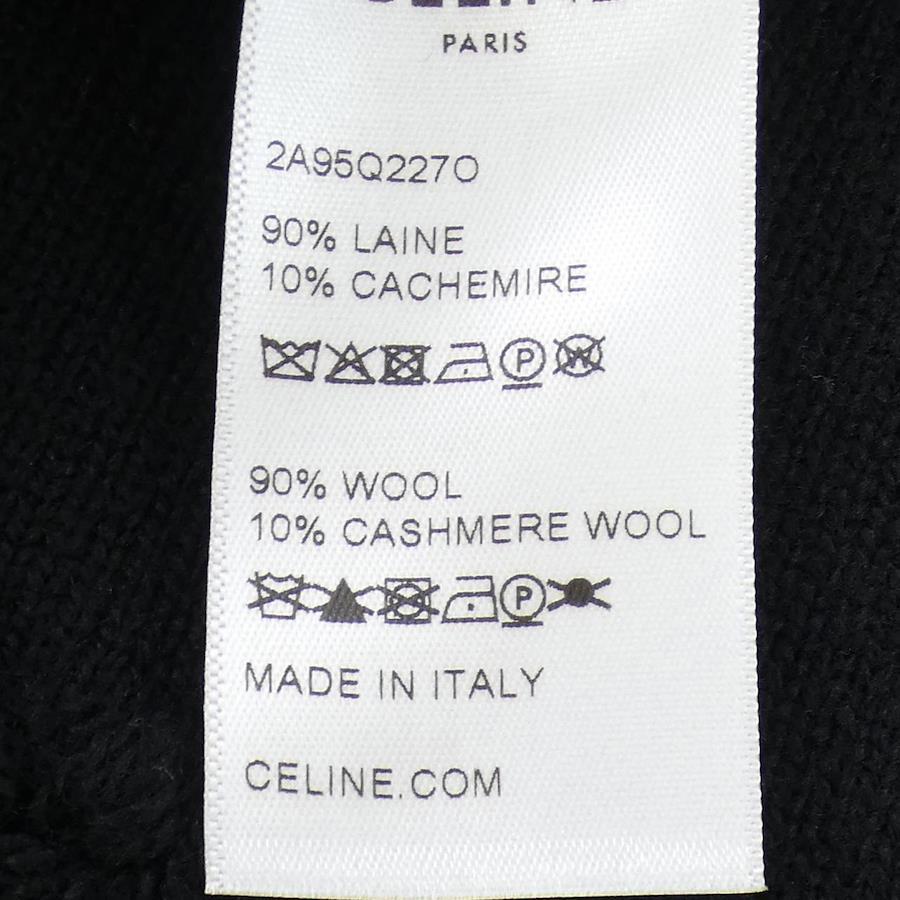 PARIS
2A95Q227O
90% LAINE
10% CACHEMIRE
P W
90% WOOL
10% CASHMERE WOOL
P
MADE IN ITALY
CELINE.COM